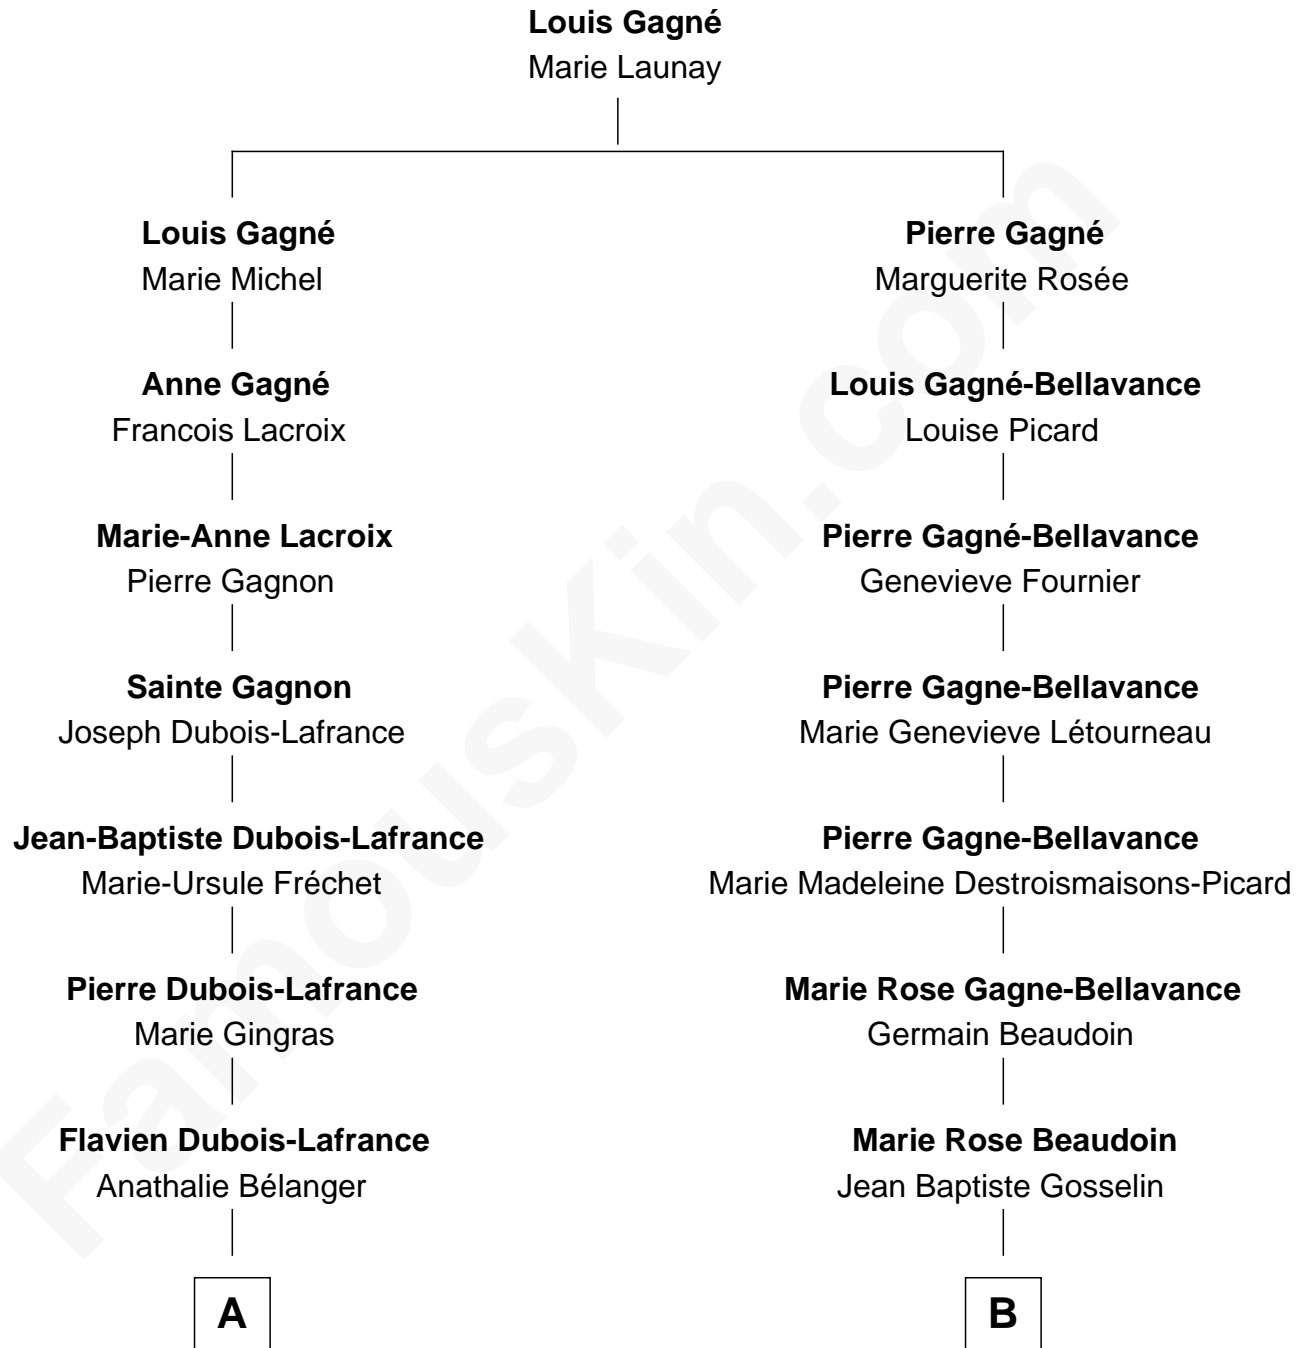 Louis Gagné
Marie Launay
Louis Gagné
Marie Michel
Pierre Gagné
Marguerite Rosée
Anne Gagné
Francois Lacroix
Louis Gagné-Bellavance
Louise Picard
Marie-Anne Lacroix
Pierre Gagnon
Pierre Gagné-Bellavance
Genevieve Fournier
Sainte Gagnon
Joseph Dubois-Lafrance
Pierre Gagne-Bellavance
Marie Genevieve Létourneau
Jean-Baptiste Dubois-Lafrance
Marie-Ursule Fréchet
Pierre Gagne-Bellavance
Marie Madeleine Destroismaisons-Picard
Pierre Dubois-Lafrance
Marie Gingras
Marie Rose Gagne-Bellavance
Germain Beaudoin
Flavien Dubois-Lafrance
Anathalie Bélanger
Marie Rose Beaudoin
Jean Baptiste Gosselin
A
B
FamousKin.com